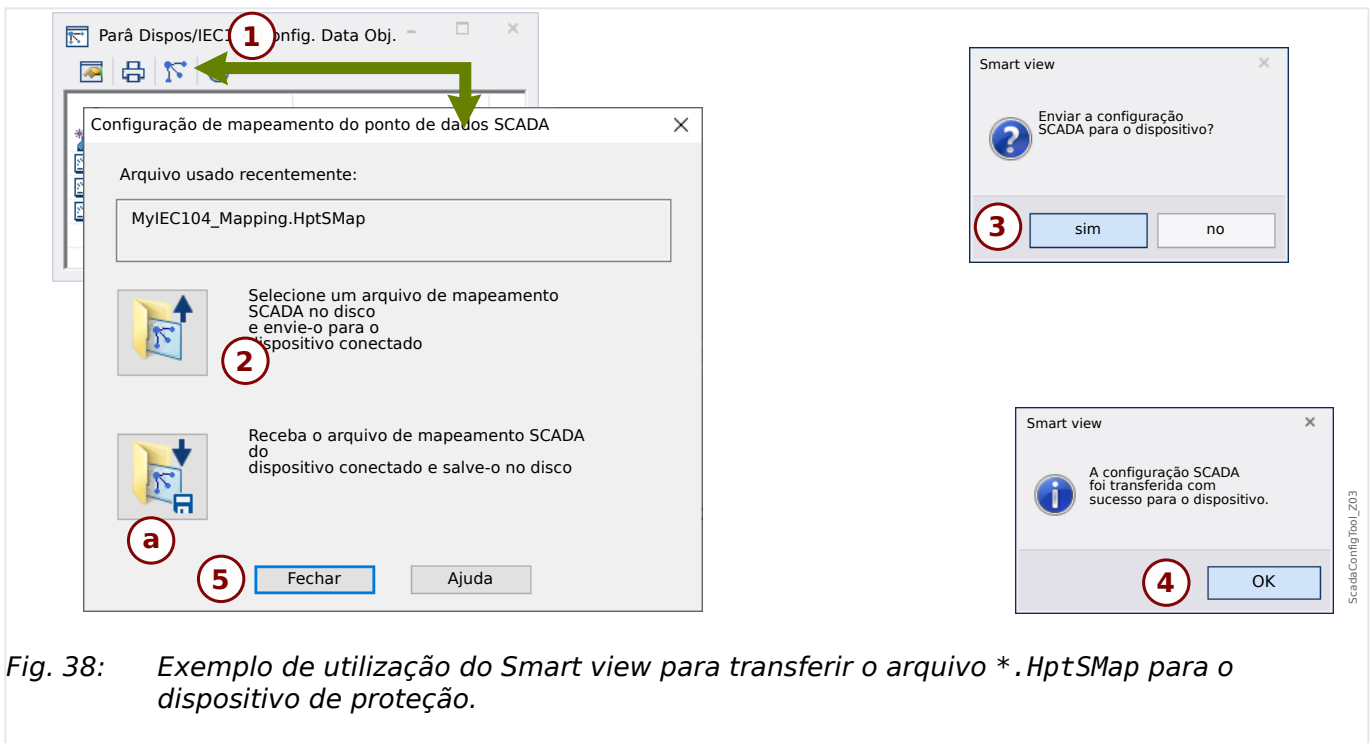 Parâ Dispos/IEC1 1 onfig. Data Obj.
Configuração de mapeamento do ponto de dados SCADA
Arquivo usado recentemente:
MyIEC104_Mapping.HptSMap
Selecione um arquivo de mapeamento
SCADA no disco
e envie-o para o
dispositivo conectado
2
Receba o arquivo de mapeamento SCADA
do
dispositivo conectado e salve-o no disco
a
5 Fechar Ajuda
Smart view
Enviar a configuração
SCADA para o dispositivo?
3 sim no
Smart view
A configuração SCADA
foi transferida com
sucesso para o dispositivo.
4 OK
ScadaConfigTool_Z03
Fig. 38: Exemplo de utilização do Smart view para transferir o arquivo *.HptSMap para o
dispositivo de proteção.